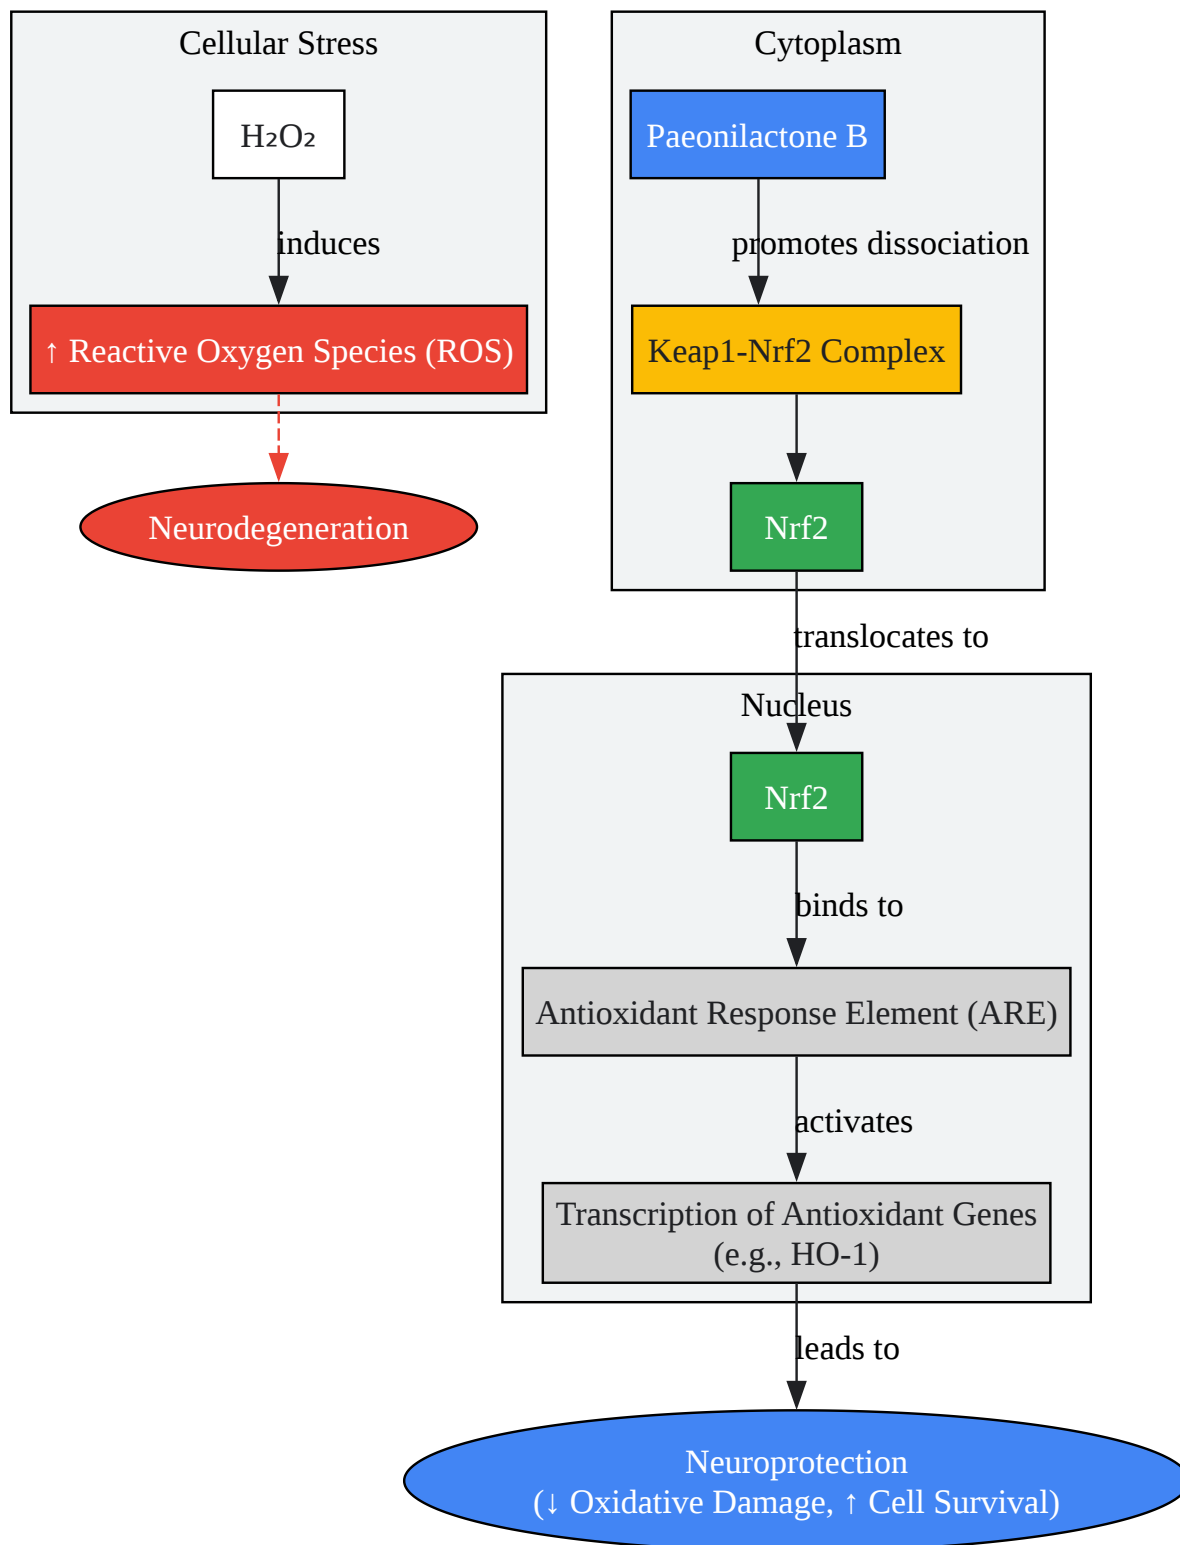 Cellular Stress
H₂O₂
induces
↑ Reactive Oxygen Species (ROS)
Neurodegeneration
Cytoplasm
Paeonilactone B
promotes dissociation
Keap1-Nrf2 Complex
Nrf2
translocates to
Nucleus
Nrf2
binds to
Antioxidant Response Element (ARE)
activates
Transcription of Antioxidant Genes
(e.g., HO-1)
leads to
Neuroprotection
(↓ Oxidative Damage, ↑ Cell Survival)